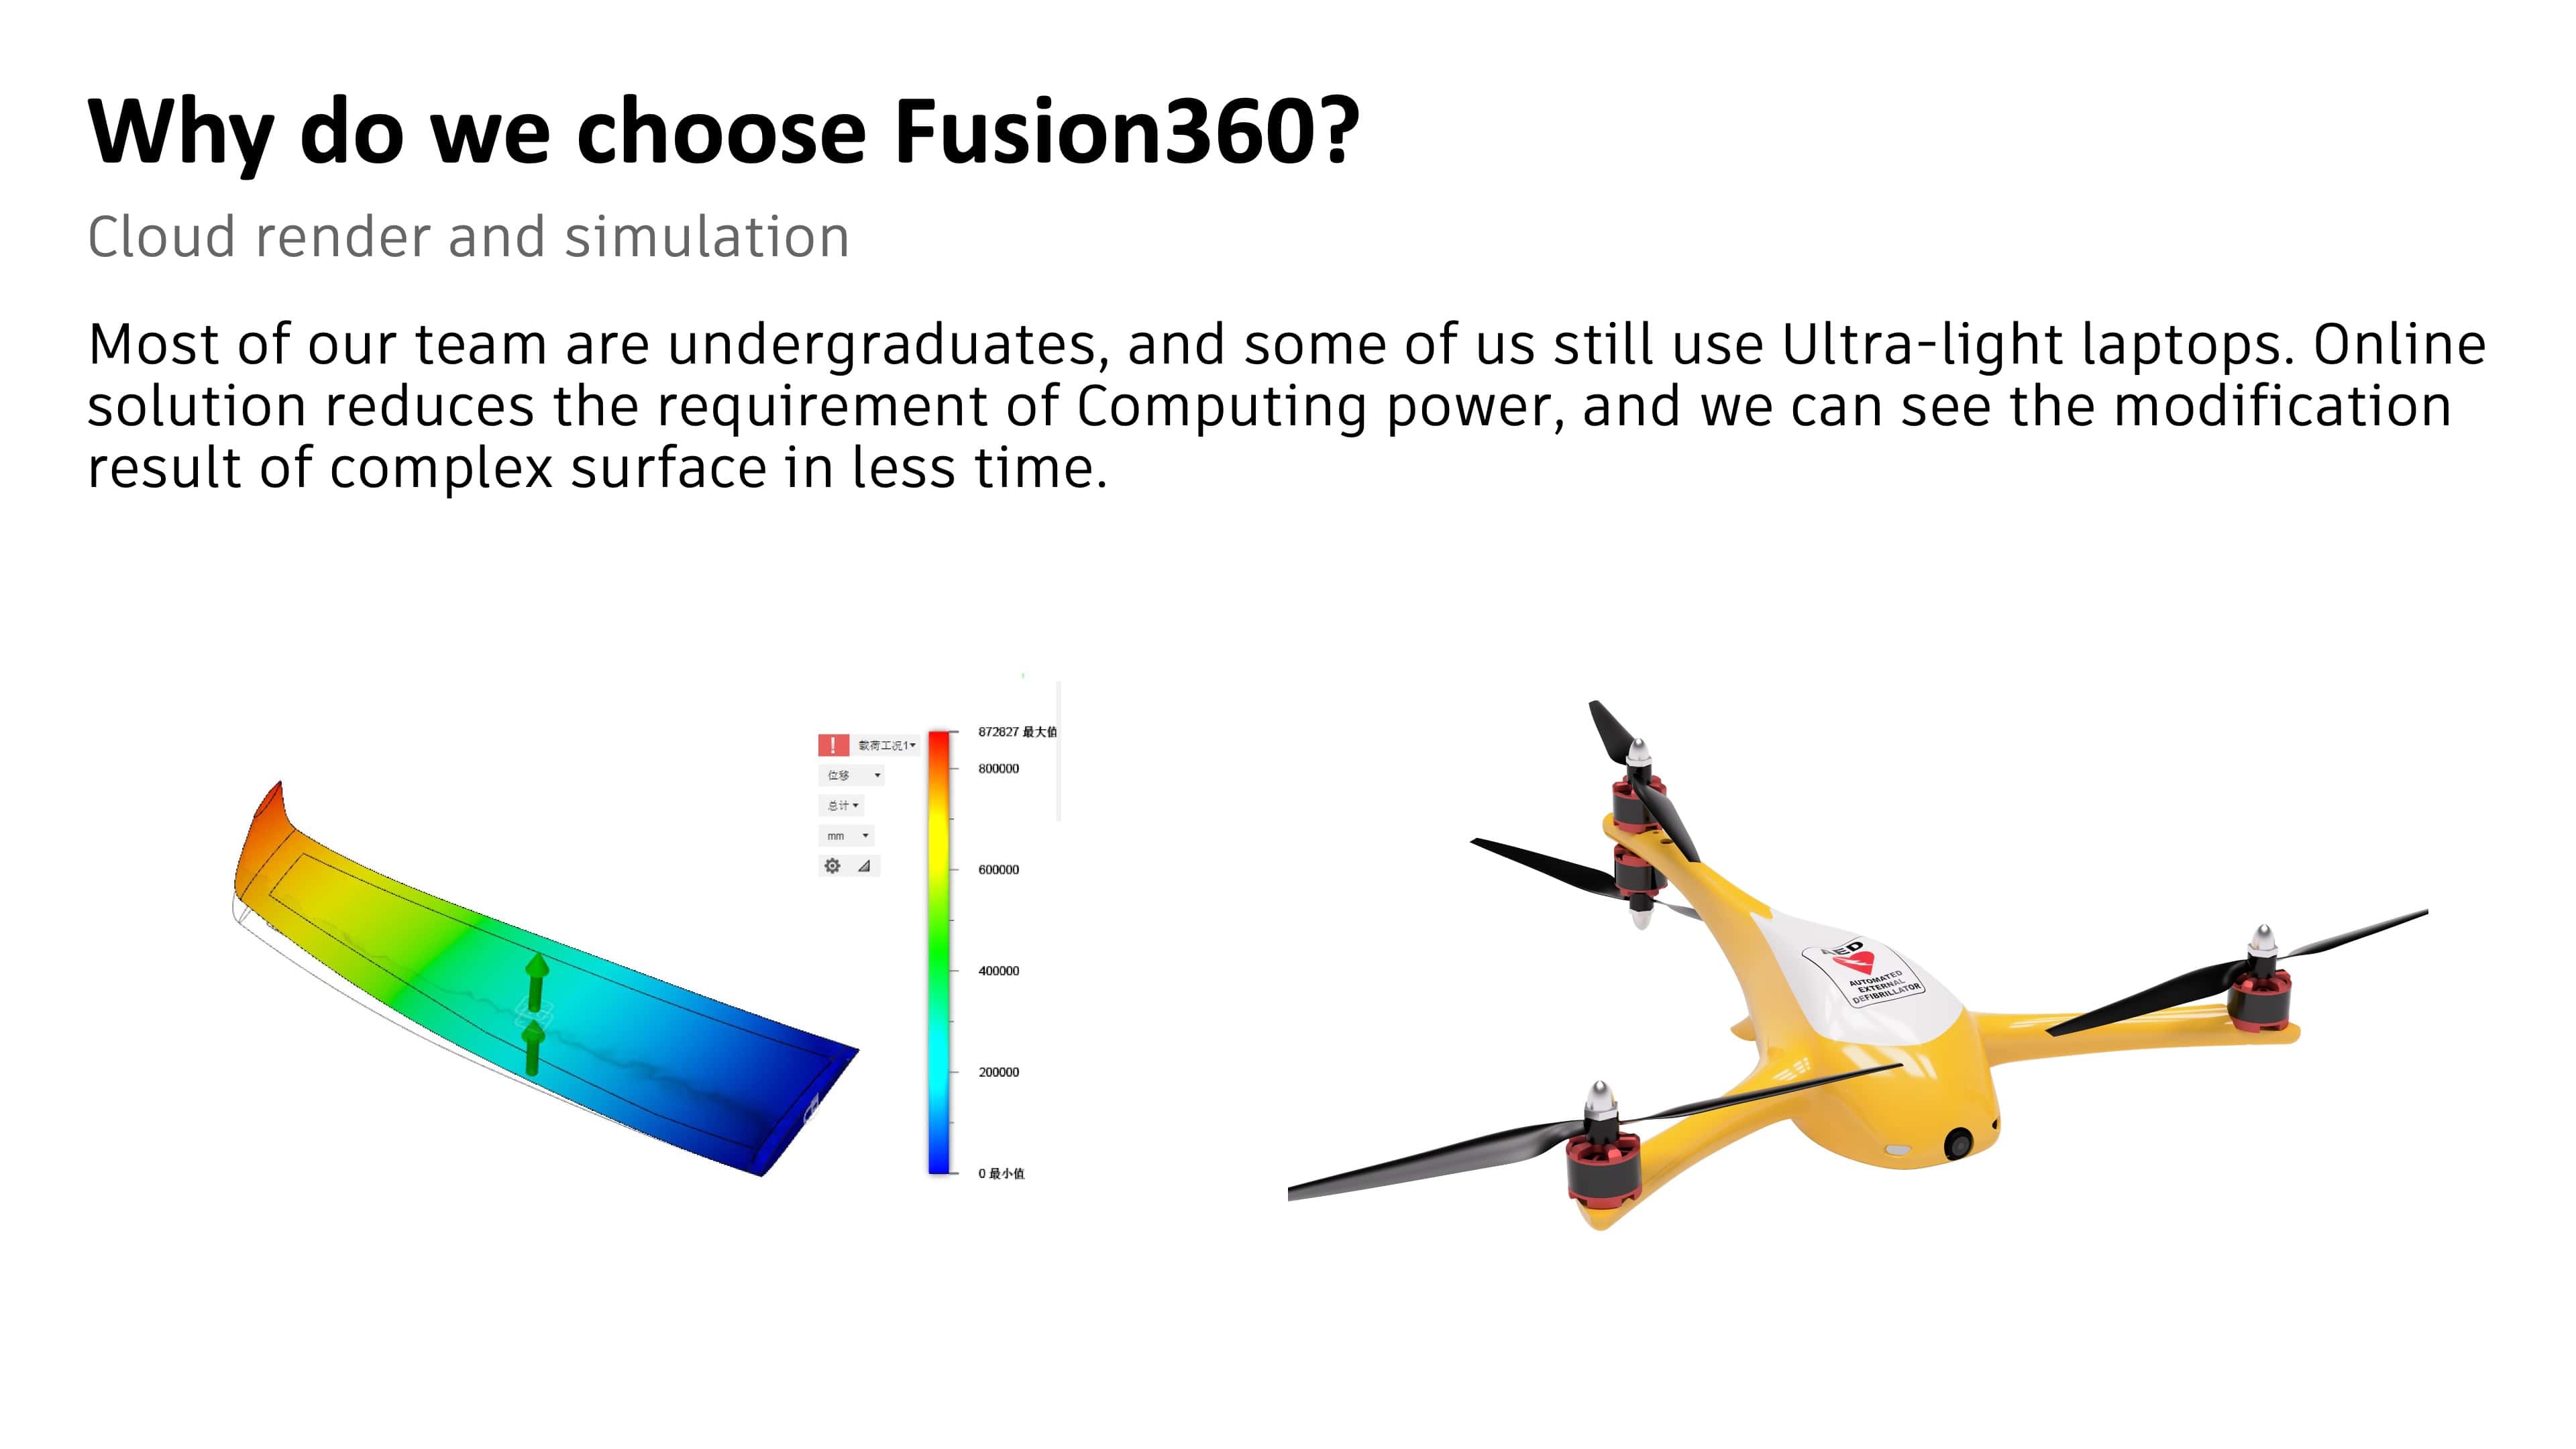 Why do we choose Fusion360?
Cloud render and simulation
Most of our team are undergraduates, and some of us still use Ultra-light laptops. Online
solution reduces the requirement of Computing power, and we can see the modification
result of complex surface in less time.
872827 最大值
载荷工况1
位移
800000
总计
mm
600000
400000
200000
0 最小值
AED
AUTOMATED
EXTERNAL
DEFIBRILLATOR